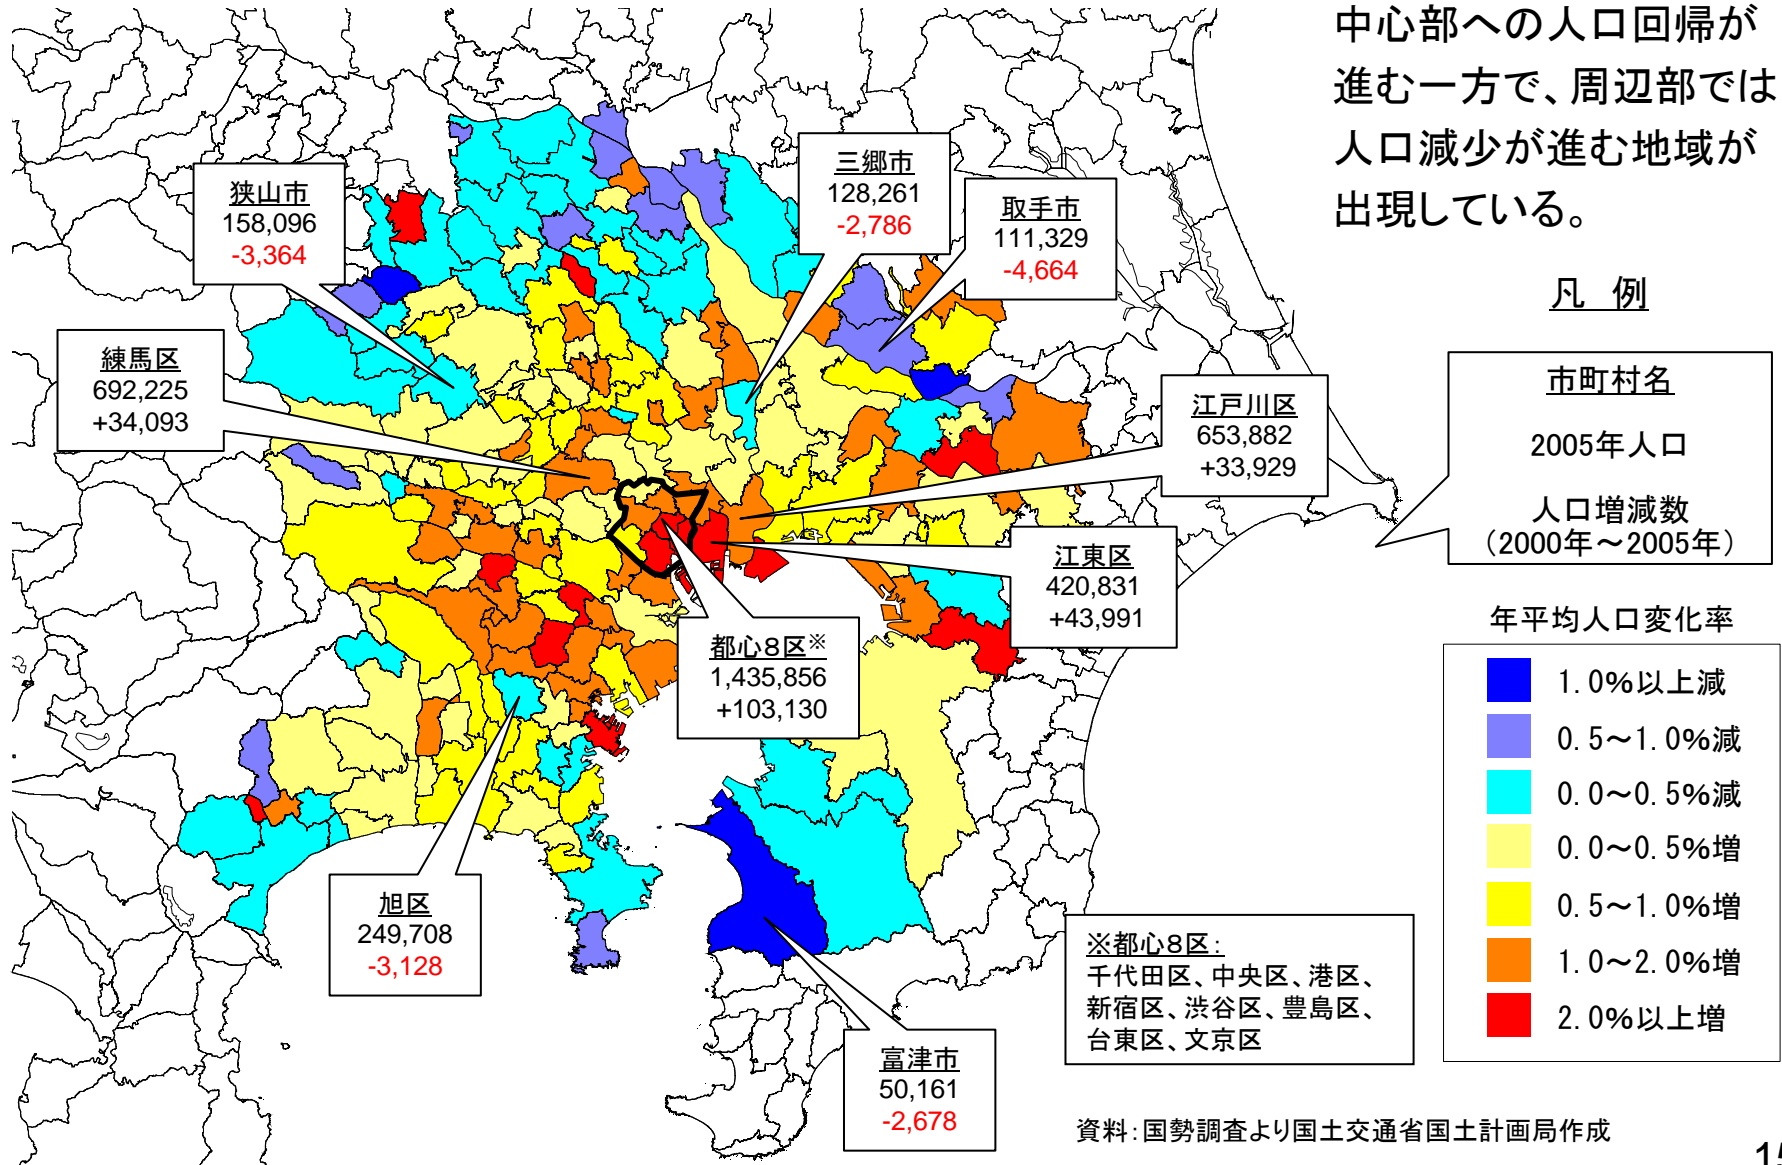 中心部への人口回帰が
進む一方で、周辺部では
人口減少が進む地域が
出現している。
狭山市
158,096
-3,364
三郷市
128,261
-2,786
取手市
111,329
-4,664
練馬区
692,225
+34,093
江戸川区
653,882
+33,929
江東区
420,831
+43,991
都心8区※
1,435,856
+103,130
旭区
249,708
-3,128
富津市
50,161
-2,678
凡 例
市町村名
2005年人口
人口増減数
(2000年～2005年)
年平均人口変化率
1.0%以上減
0.5～1.0%減
0.0～0.5%減
0.0～0.5%増
0.5～1.0%増
1.0～2.0%増
2.0%以上増
※都心8区:
千代田区、中央区、港区、
新宿区、渋谷区、豊島区、
台東区、文京区
資料:国勢調査より国土交通省国土計画局作成